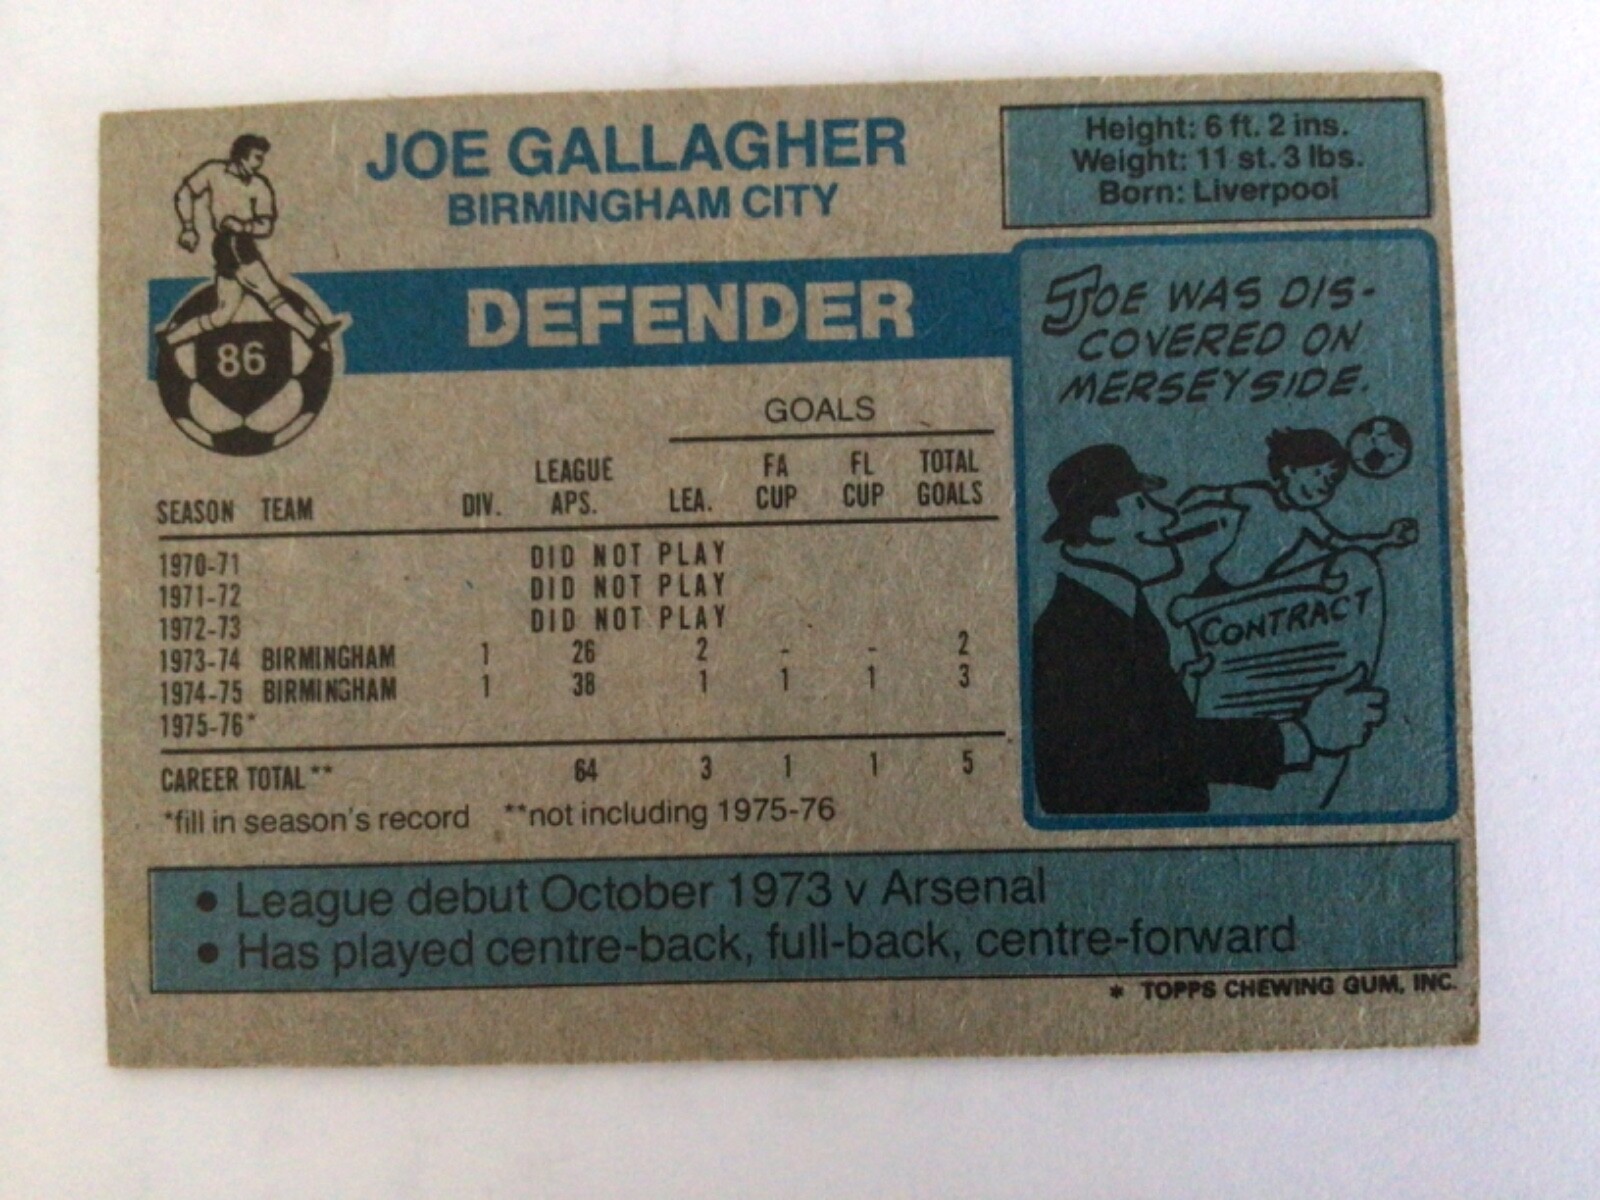 JOE GALLAGHER
BIRMINGHAM CITY
Height: 6 ft. 2 ins.
Weight: 11 st. 3 lbs.
Born: Liverpool
DEFENDER
86
JOE WAS DIS-
COVERED ON
MERSEYSIDE.
CONTRACT
GOALS
SEASON TEAM DIV. LEAGUE APS. LEA. FA CUP FL CUP TOTAL GOALS
1970-71 DID NOT PLAY
1971-72 DID NOT PLAY
1972-73 DID NOT PLAY
1973-74 BIRMINGHAM 1 26 2 - - 2
1974-75 BIRMINGHAM 1 38 1 1 1 3
1975-76*
CAREER TOTAL** 64 3 1 1 5
*fill in season's record **not including 1975-76
• League debut October 1973 v Arsenal
• Has played centre-back, full-back, centre-forward
* TOPPS CHEWING GUM, INC.